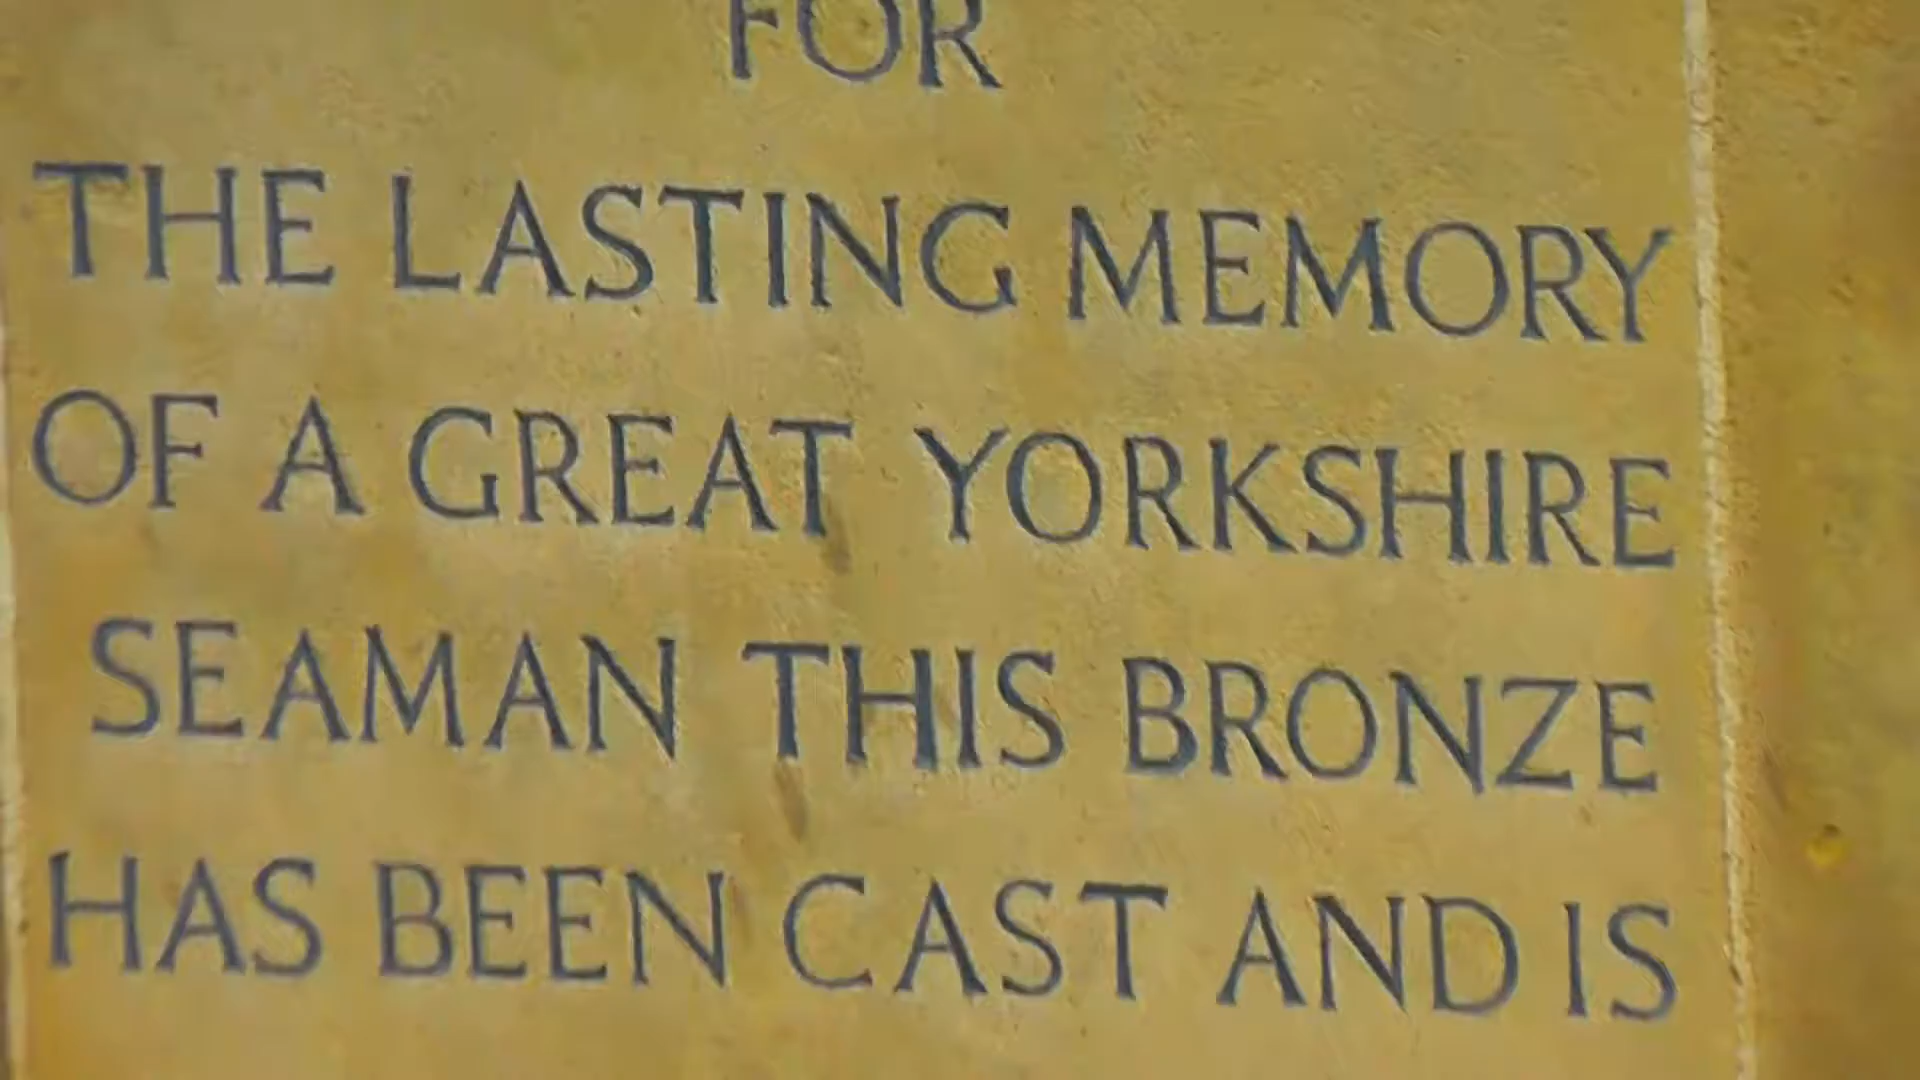 FOR
THE LASTING MEMORY
OF A GREAT YORKSHIRE
SEAMAN THIS BRONZE
HAS BEEN CAST AND IS